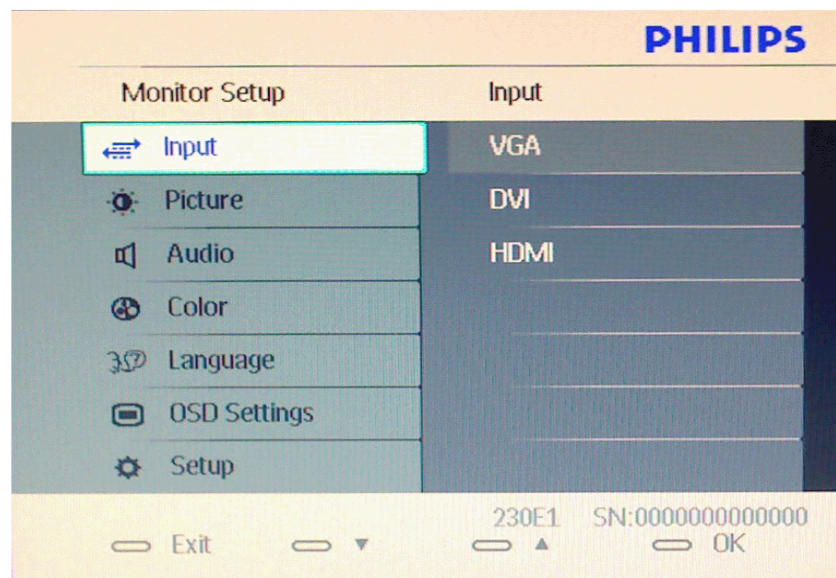 PHILIPS
Monitor Setup Input
Input VGA
Picture DVI
Audio HDMI
Color
Language
OSD Settings
Setup
230E1 SN:0000000000000
Exit ▼ ▲ OK